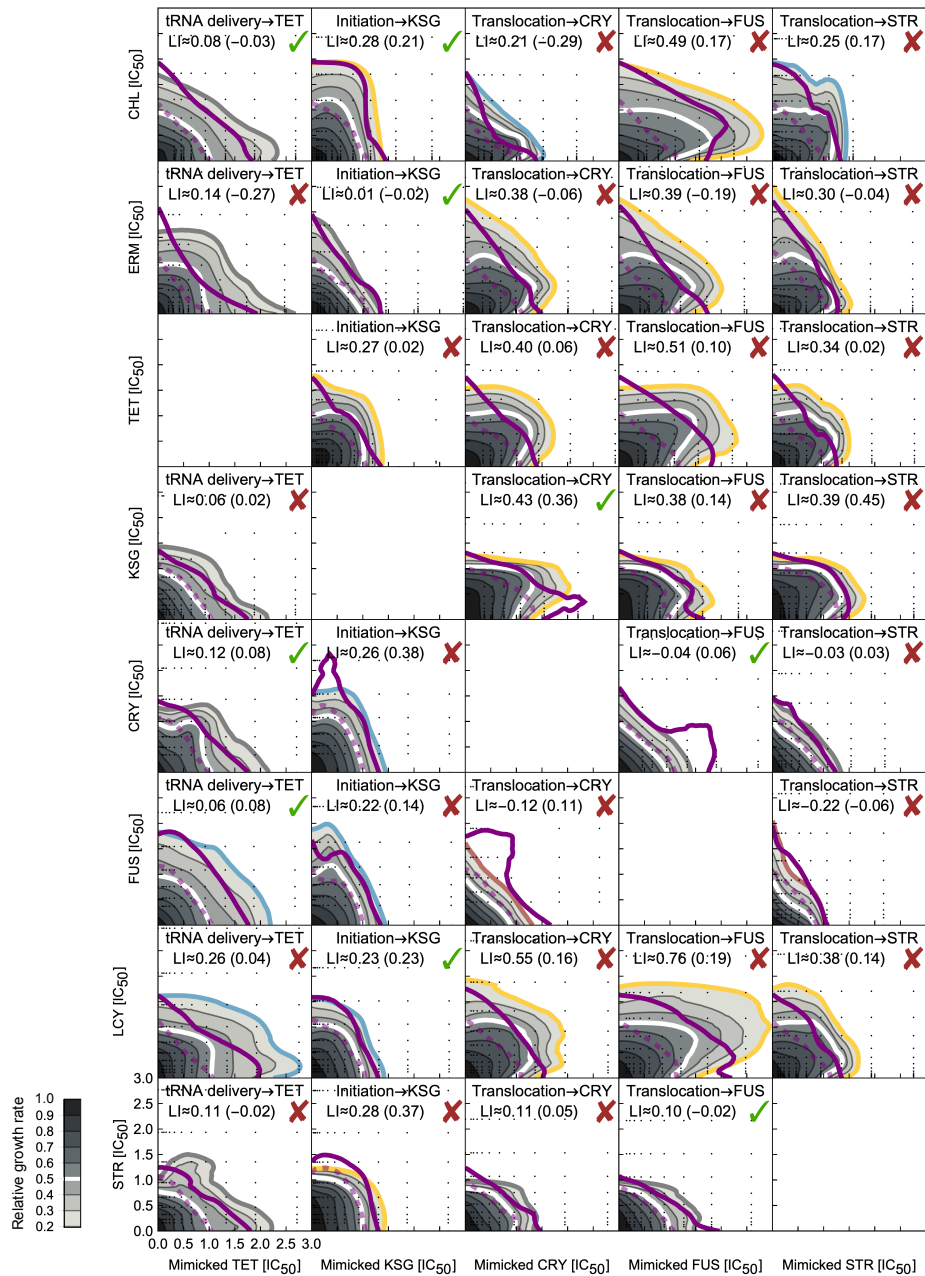 tRNA delivery→TET
LI≈0.08 (−0.03) ✓
Initiation→KSG
LI≈0.28 (0.21) ✓
Translocation→CRY
LI≈0.21 (−0.29) ✘
Translocation→FUS
LI≈0.49 (0.17) ✘
Translocation→STR
LI≈0.25 (0.17) ✘
CHL [IC50]
tRNA delivery→TET
LI≈0.14 (−0.27) ✘
Initiation→KSG
LI≈0.01 (−0.02) ✓
Translocation→CRY
LI≈0.38 (−0.06) ✘
Translocation→FUS
LI≈0.39 (−0.19) ✘
Translocation→STR
LI≈0.30 (−0.04) ✘
ERM [IC50]
Initiation→KSG
LI≈0.27 (0.02) ✘
Translocation→CRY
LI≈0.40 (0.06) ✘
Translocation→FUS
LI≈0.51 (0.10) ✘
Translocation→STR
LI≈0.34 (0.02) ✘
TET [IC50]
tRNA delivery→TET
LI≈0.06 (0.02) ✘
Translocation→CRY
LI≈0.43 (0.36) ✓
Translocation→FUS
LI≈0.38 (0.14) ✘
Translocation→STR
LI≈0.39 (0.45) ✘
KSG [IC50]
tRNA delivery→TET
LI≈0.12 (0.08) ✓
Initiation→KSG
LI≈0.26 (0.38) ✘
Translocation→FUS
LI≈−0.04 (0.06) ✓
Translocation→STR
LI≈−0.03 (0.03) ✘
CRY [IC50]
tRNA delivery→TET
LI≈0.06 (0.08) ✓
Initiation→KSG
LI≈0.22 (0.14) ✘
Translocation→CRY
LI≈−0.12 (0.11) ✘
Translocation→STR
LI≈−0.22 (−0.06) ✘
FUS [IC50]
tRNA delivery→TET
LI≈0.26 (0.04) ✘
Initiation→KSG
LI≈0.23 (0.23) ✓
Translocation→CRY
LI≈0.55 (0.16) ✘
Translocation→FUS
LI≈0.76 (0.19) ✘
Translocation→STR
LI≈0.38 (0.14) ✘
LCY [IC50]
tRNA delivery→TET
LI≈0.11 (−0.02) ✘
Initiation→KSG
LI≈0.28 (0.37) ✘
Translocation→CRY
LI≈0.11 (0.05) ✘
Translocation→FUS
LI≈0.10 (−0.02) ✓
STR [IC50]
3.0
2.5
2.0
1.5
1.0
0.5
0.0
0.0 0.5 1.0 1.5 2.0 2.5 3.0
Mimicked TET [IC50]
Mimicked KSG [IC50]
Mimicked CRY [IC50]
Mimicked FUS [IC50]
Mimicked STR [IC50]
Relative growth rate
1.0
0.9
0.8
0.7
0.6
0.5
0.4
0.3
0.2